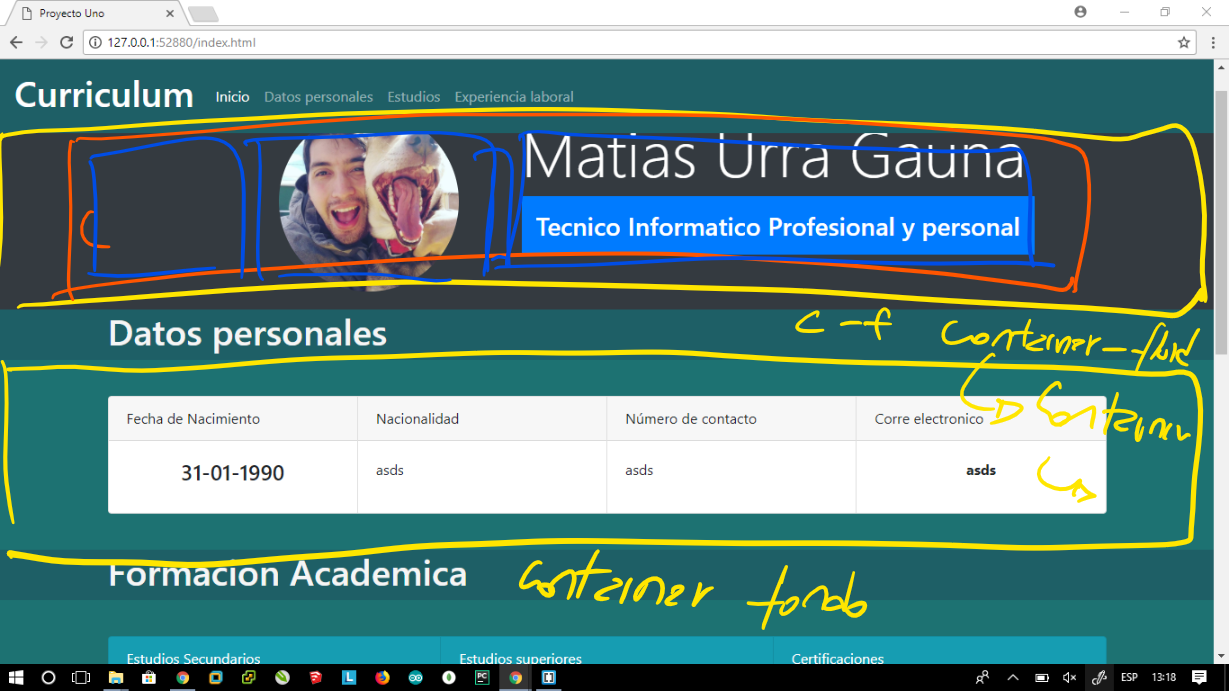 Proyecto Uno
127.0.0.1:52880/index.html
Curriculum Inicio Datos personales Estudios Experiencia laboral
Matias Urra Gauna
Tecnico Informatico Profesional y personal
Datos personales
c-f container-fluid
Container
Fecha de Nacimiento Nacionalidad Número de contacto Corre electronico
31-01-1990 asds asds asds
Formacion Academica
container fondo
Estudios Secundarios Estudios superiores Certificaciones
ESP 13:18